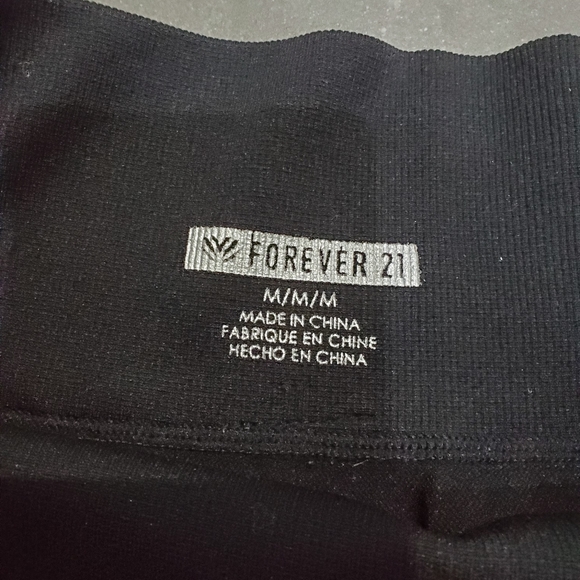 FOREVER 21
M/M/M
MADE IN CHINA
FABRIQUE EN CHINE
HECHO EN CHINA